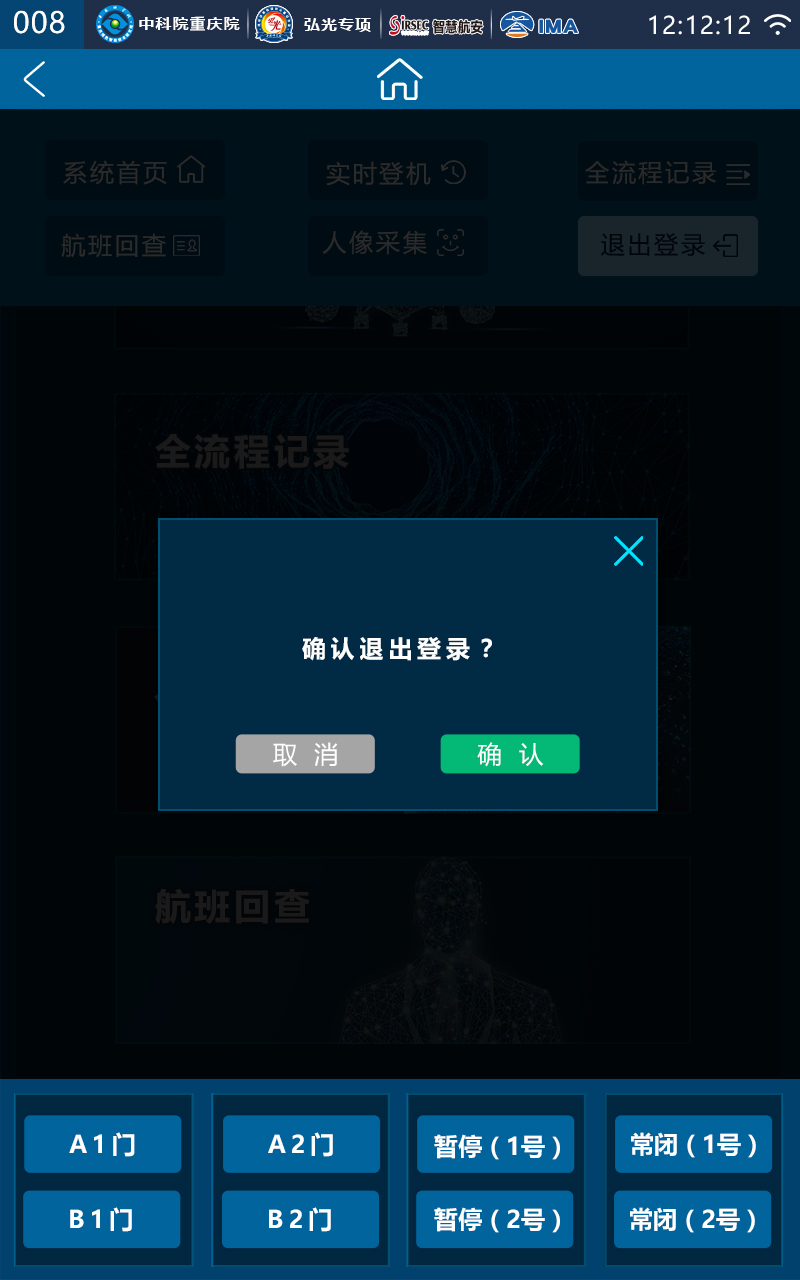 008 中科院重庆院 弘光专项 SiRSEC 智慧航安 IMA 12:12:12
系统首页 实时登机 全流程记录
航班回查 人像采集 退出登录
全流程记录
确认退出登录？
取 消 确 认
航班回查
A1门 A2门 暂停(1号) 常闭(1号)
B1门 B2门 暂停(2号) 常闭(2号)